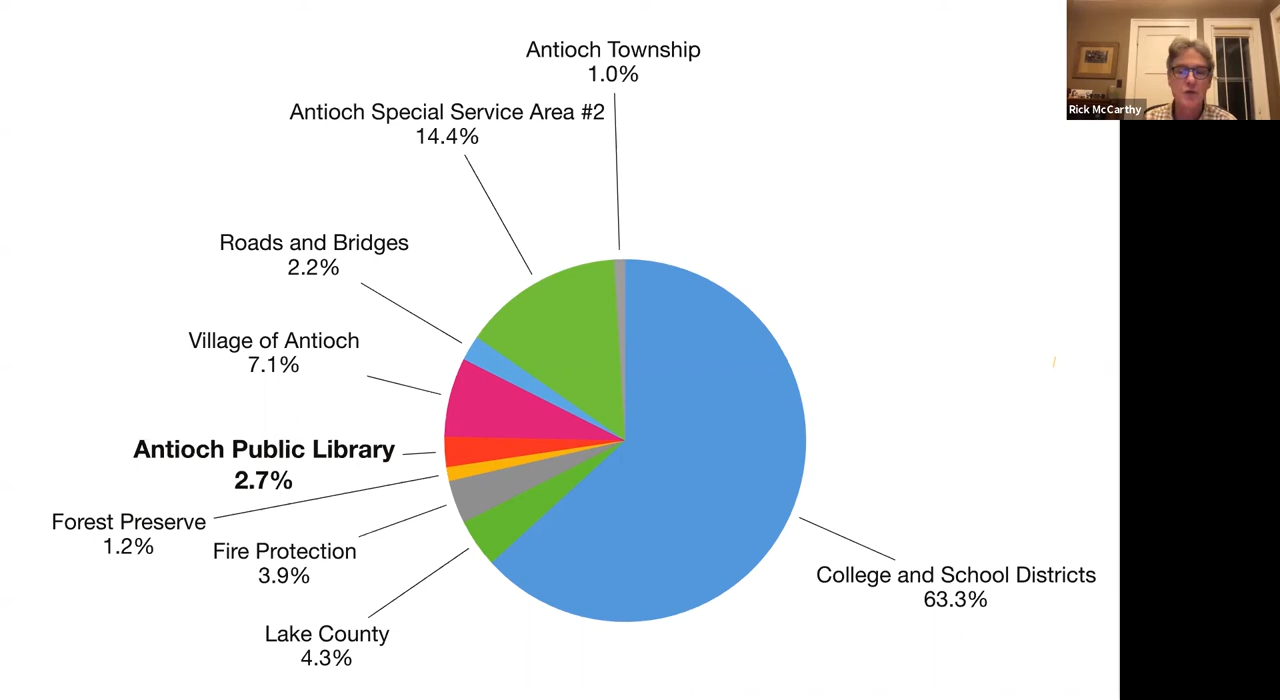 Antioch Township
1.0%
Antioch Special Service Area #2
14.4%
Roads and Bridges
2.2%
Village of Antioch
7.1%
Antioch Public Library
2.7%
Forest Preserve
1.2%
Fire Protection
3.9%
Lake County
4.3%
College and School Districts
63.3%
Rick McCarthy